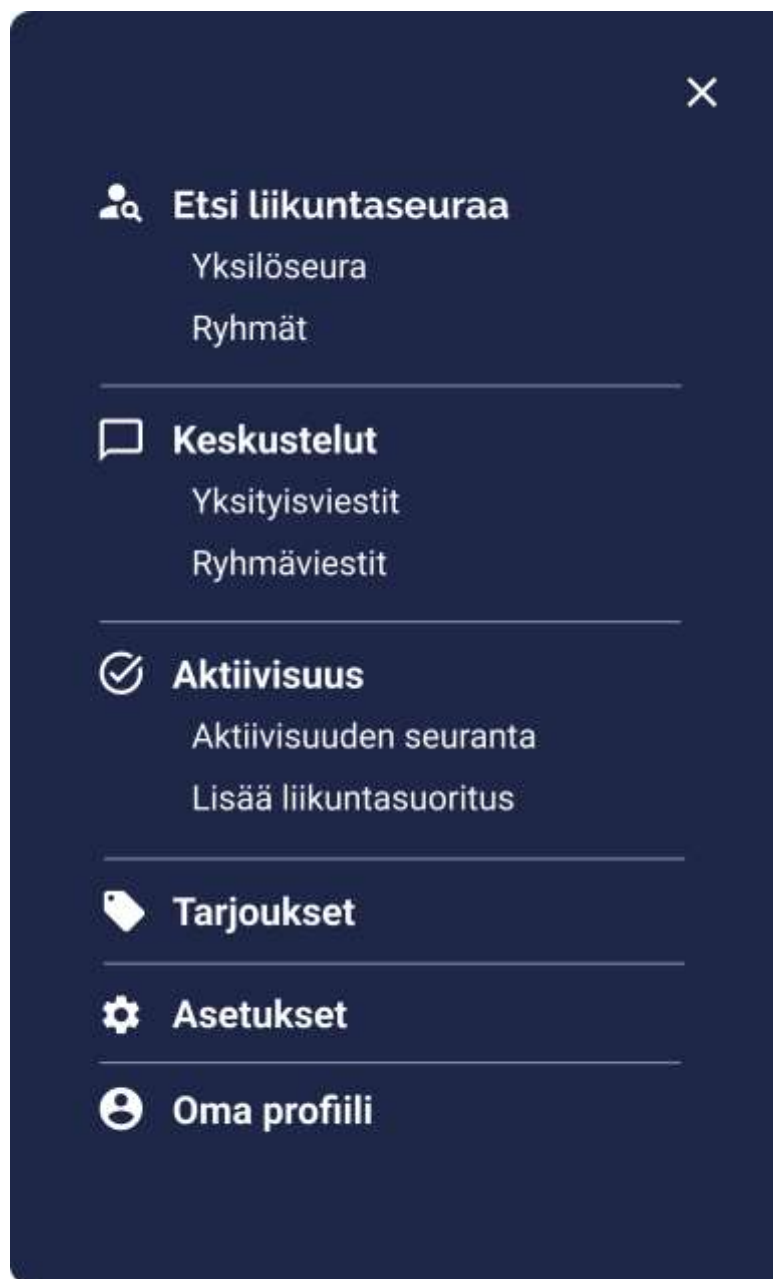 Etsi liikuntaseuraa
Yksilöseura
Ryhmät
Keskustelut
Yksityisviestit
Ryhmäviestit
Aktiivisuus
Aktiivisuuden seuranta
Lisää liikuntasuoritus
Tarjoukset
Asetukset
Oma profiili